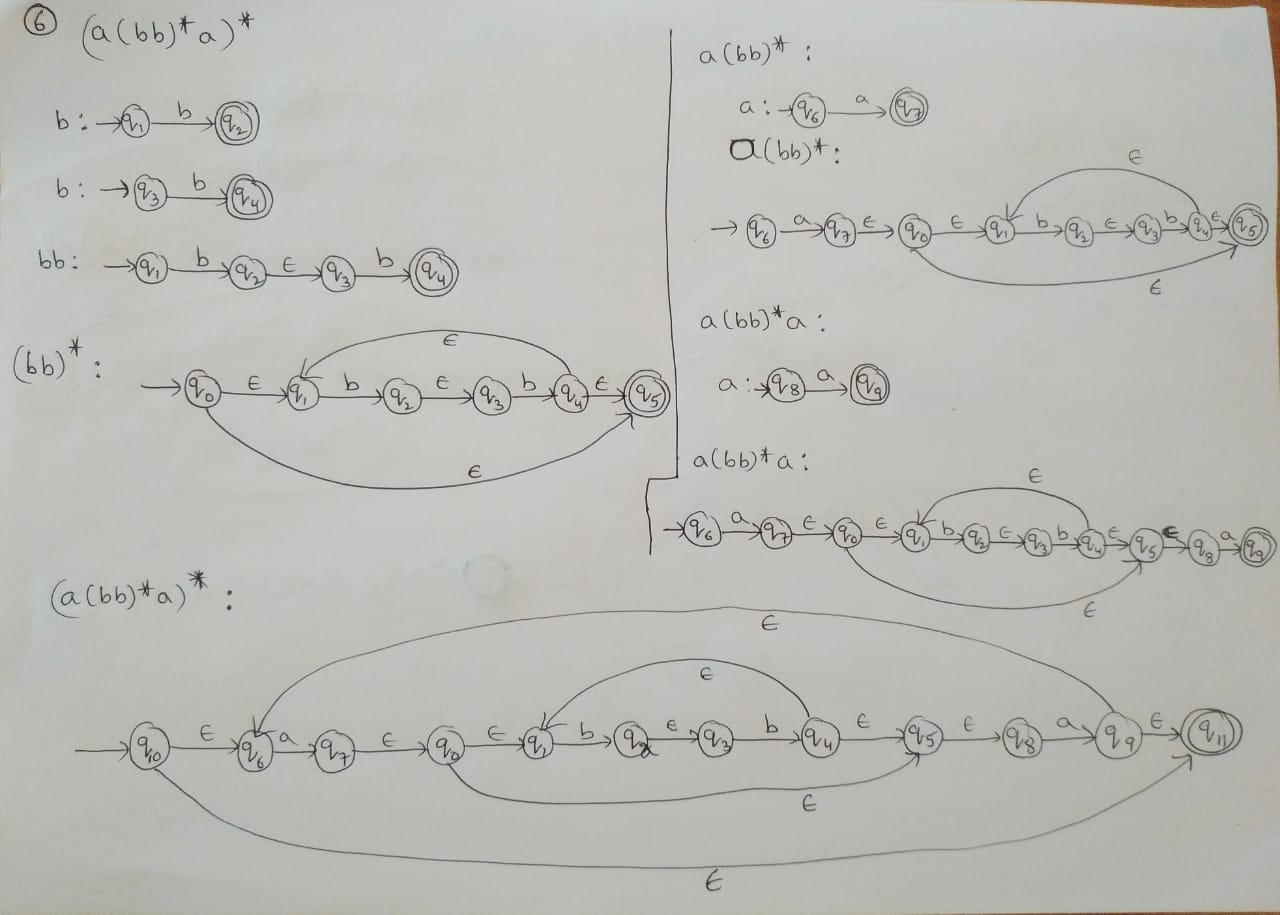 ⑥ (a(bb)*a)*
b: → q₁ b → q₂
b: → q₃ b → q₄
bb: → q₁ b → q₂ ϵ → q₃ b → q₄
ϵ
(bb)*: → q₀ ϵ → q₁ b → q₂ ϵ → q₃ b → q₄ ϵ → q₅
ϵ
a(bb)*:
a: → q₆ a → q₇
a(bb)*:
ϵ
→ q₆ a → q₇ ϵ → q₀ ϵ → q₁ b → q₂ ϵ → q₃ b → q₄ ϵ → q₅
ϵ
a(bb)*a:
a: → q₈ a → q₉
a(bb)*a:
ϵ
→ q₆ a → q₇ ϵ → q₀ ϵ → q₁ b → q₂ ϵ → q₃ b → q₄ ϵ → q₅ ϵ → q₈ a → q₉
ϵ
(a(bb)*a)*:
ϵ
ϵ
→ q₁₀ ϵ → q₆ a → q₇ ϵ → q₀ ϵ → q₁ b → q₂ ϵ → q₃ b → q₄ ϵ → q₅ ϵ → q₈ a → q₉ ϵ → q₁₁
ϵ
ϵ